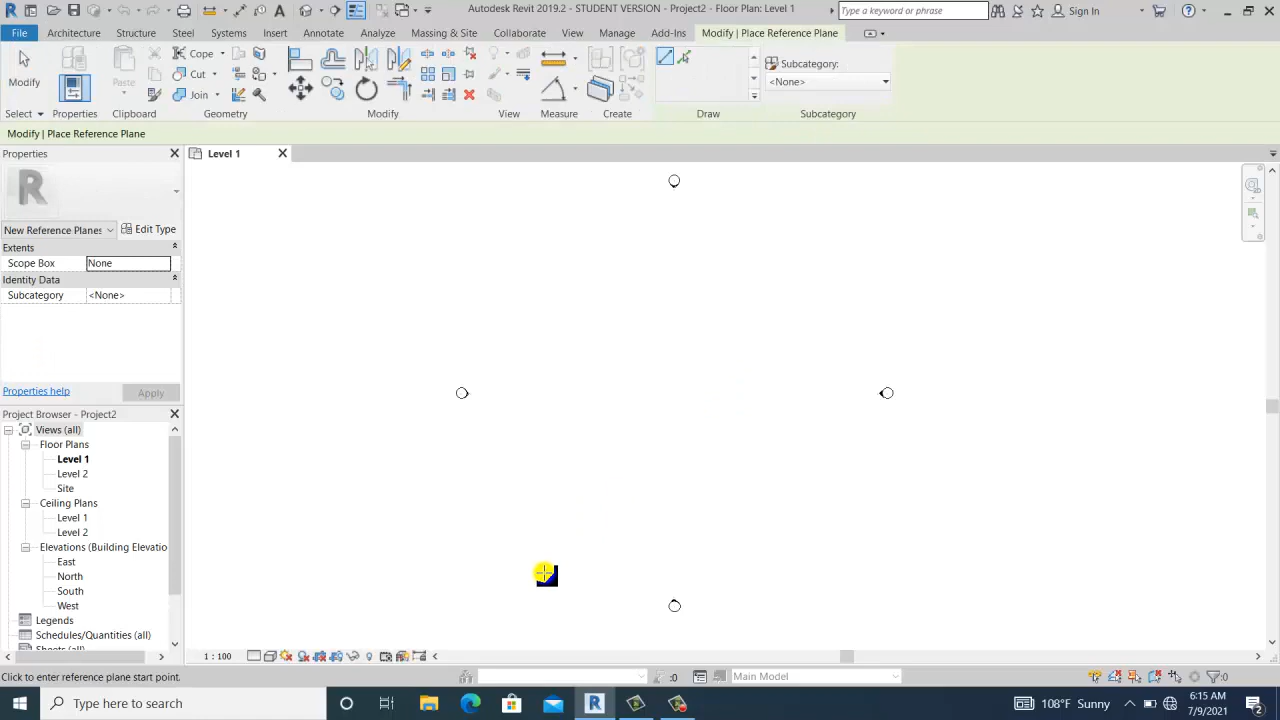 Autodesk Revit 2019.2 - STUDENT VERSION - Project2 - Floor Plan: Level 1
Type a keyword or phrase
Sign In
File
Architecture
Structure
Steel
Systems
Insert
Annotate
Analyze
Massing & Site
Collaborate
View
Manage
Add-Ins
Modify | Place Reference Plane
Modify
Properties
Paste
Cope
Cut
Join
Subcategory:
<None>
Select
Properties
Clipboard
Geometry
Modify
View
Measure
Create
Draw
Subcategory
Modify | Place Reference Plane
Properties
Level 1
New Reference Planes
Edit Type
Extents
Scope Box
None
Identity Data
Subcategory
<None>
Properties help
Apply
Project Browser - Project2
Views (all)
Floor Plans
Level 1
Level 2
Site
Ceiling Plans
Level 1
Level 2
Elevations (Building Elevatio
East
North
South
West
Legends
Schedules/Quantities (all)
1 : 100
Click to enter reference plane start point.
:0
Main Model
:0
Type here to search
108°F Sunny
6:15 AM
7/9/2021
2